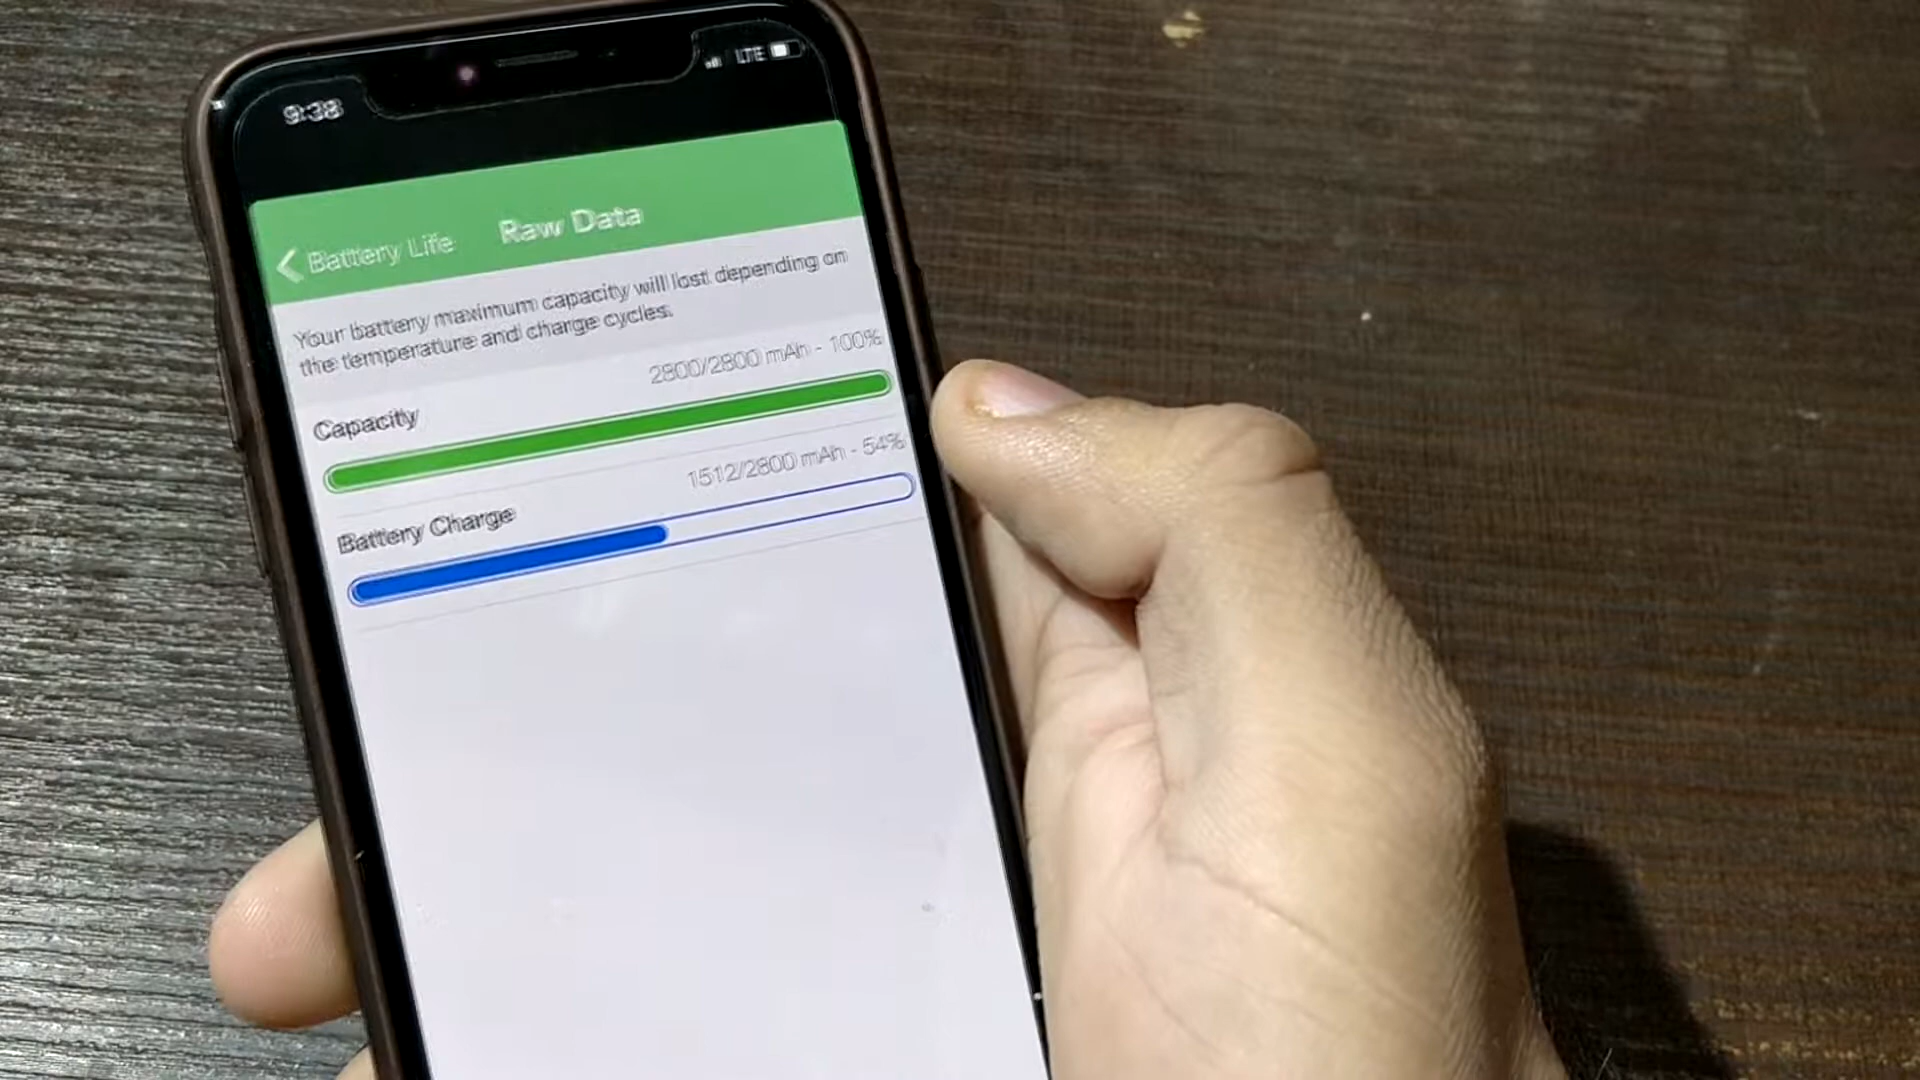 9:38
LTE
Battery Life
Raw Data
Your battery maximum capacity will lost depending on
the temperature and charge cycles.
2800/2800 mAh - 100%
Capacity
1512/2800 mAh - 54%
Battery Charge